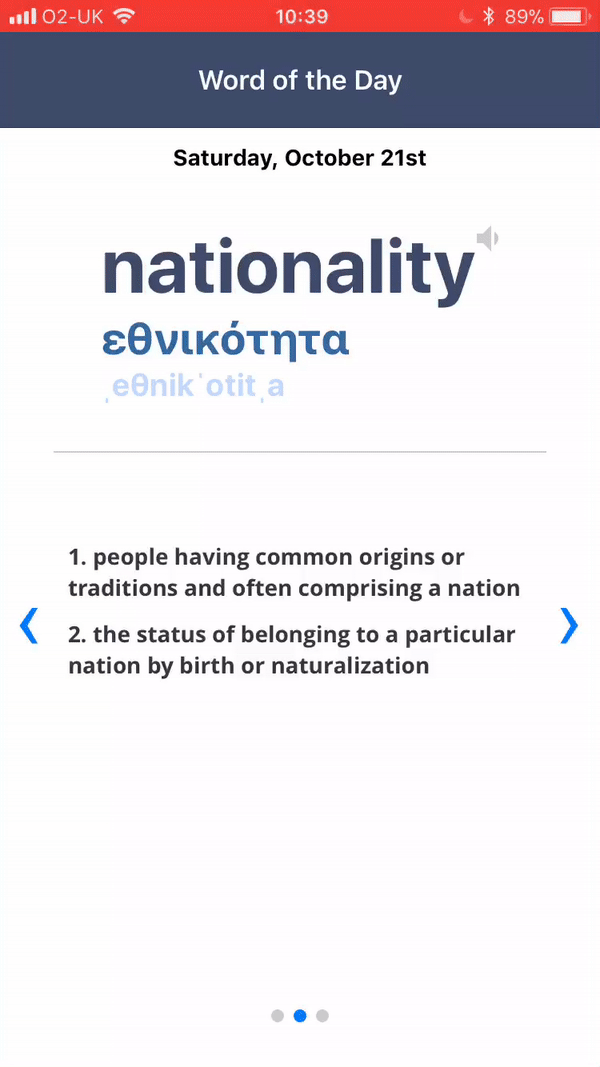 O2-UK 10:39 89%
Word of the Day
Saturday, October 21st
nationality
εθνικότητα
ˌeθnikˈotitˌa
1. people having common origins or
traditions and often comprising a nation
2. the status of belonging to a particular
nation by birth or naturalization